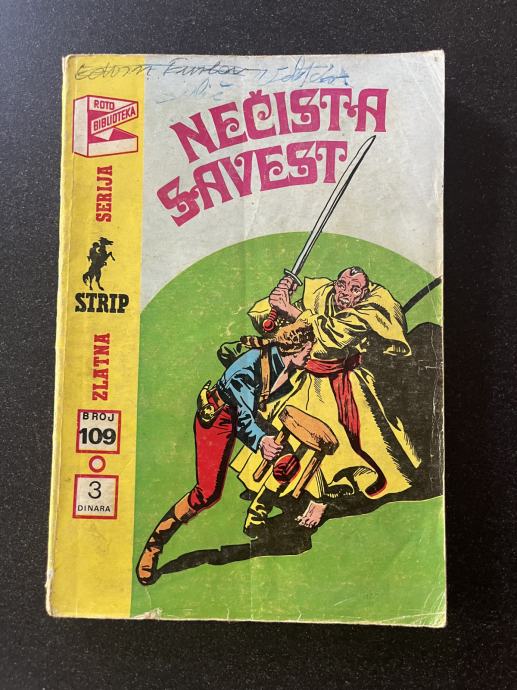 ROTO
BIBLIOTEKA
NEČISTA
SAVEST
ZLATNA STRIP SERIJA
BROJ
109
3
DINARA